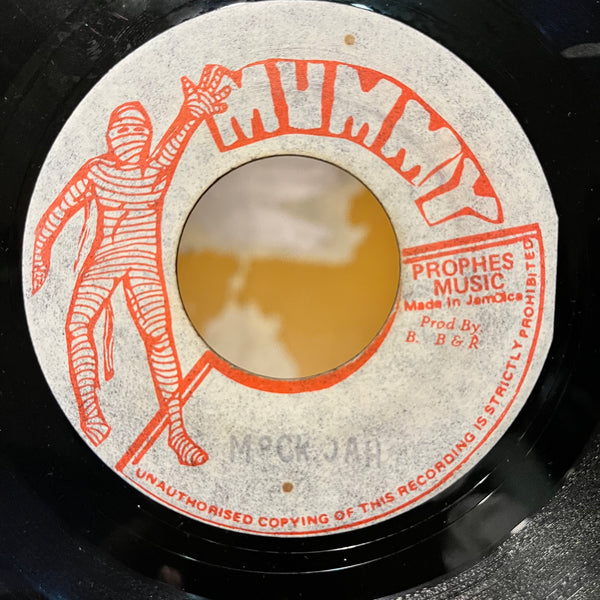 MUMMY
PROPHES
MUSIC
Made in Jamaica
Prod By.
B. B & R
MOCK JAH
UNAUTHORISED COPYING OF THIS RECORDING IS STRICTLY PROHIBITED